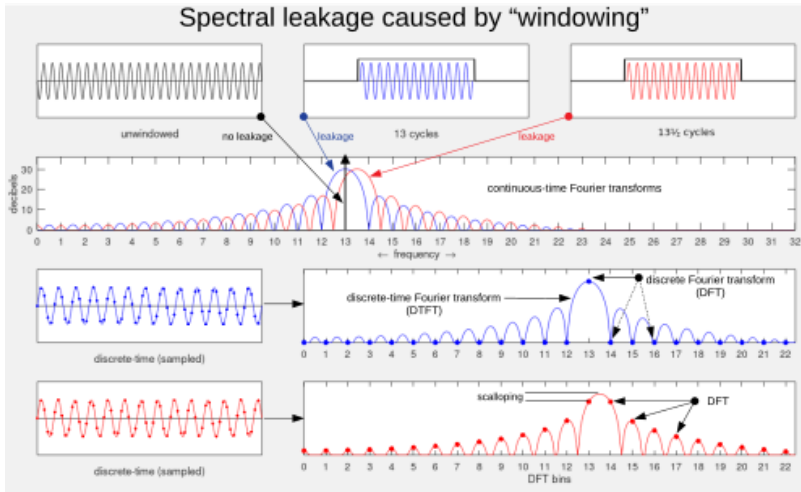 Spectral leakage caused by “windowing”
unwindowed
no leakage
leakage
13 cycles
leakage
13½ cycles
decibels
30
20
10
0
continuous-time Fourier transforms
0 1 2 3 4 5 6 7 8 9 10 11 12 13 14 15 16 17 18 19 20 21 22 23 24 25 26 27 28 29 30 31 32
← frequency →
discrete-time Fourier transform
(DTFT)
discrete Fourier transform
(DFT)
0 1 2 3 4 5 6 7 8 9 10 11 12 13 14 15 16 17 18 19 20 21 22
discrete-time (sampled)
scalloping
DFT
0 1 2 3 4 5 6 7 8 9 10 11 12 13 14 15 16 17 18 19 20 21 22
discrete-time (sampled)
DFT bins